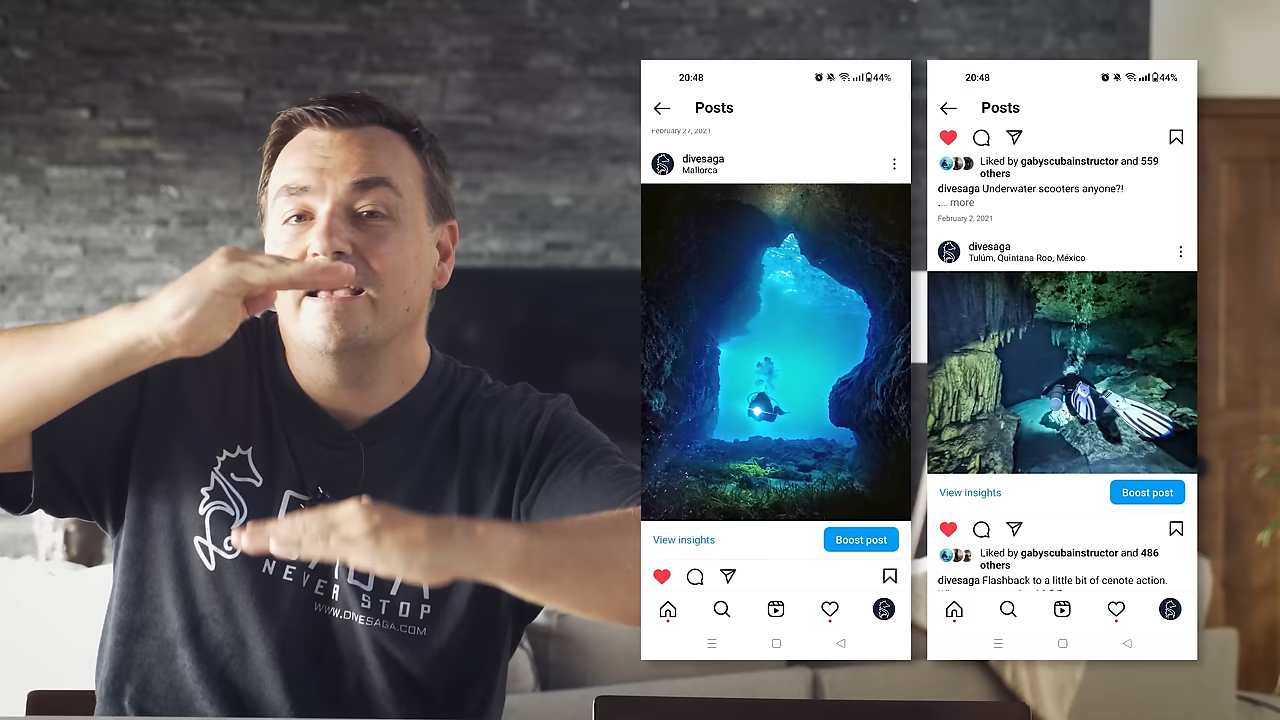 NEVER STOP
WWW.DIVESAGA.COM
20:48
44%
Posts
February 27, 2021
divesaga
Mallorca
View insights
Boost post
20:48
44%
Posts
Liked by gabyscubainstructor and 559
others
divesaga Underwater scooters anyone?!
.... more
February 2, 2021
divesaga
Tulúm, Quintana Roo, México
View insights
Boost post
Liked by gabyscubainstructor and 486
others
divesaga Flashback to a little bit of cenote action.